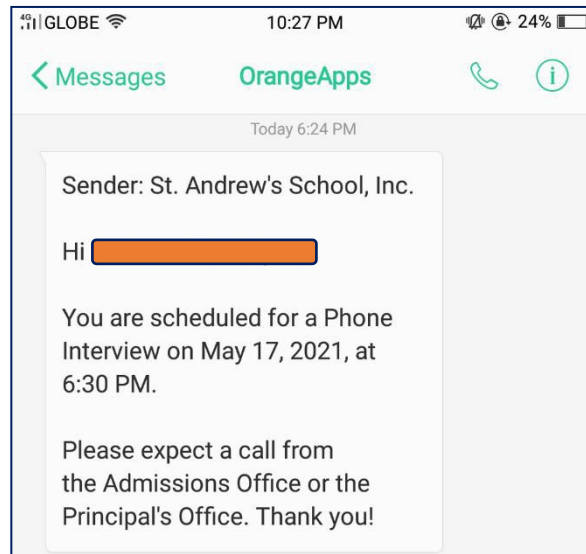 4G GLOBE 10:27 PM 24%
Messages OrangeApps
Today 6:24 PM
Sender: St. Andrew's School, Inc.
Hi
You are scheduled for a Phone
Interview on May 17, 2021, at
6:30 PM.
Please expect a call from
the Admissions Office or the
Principal's Office. Thank you!